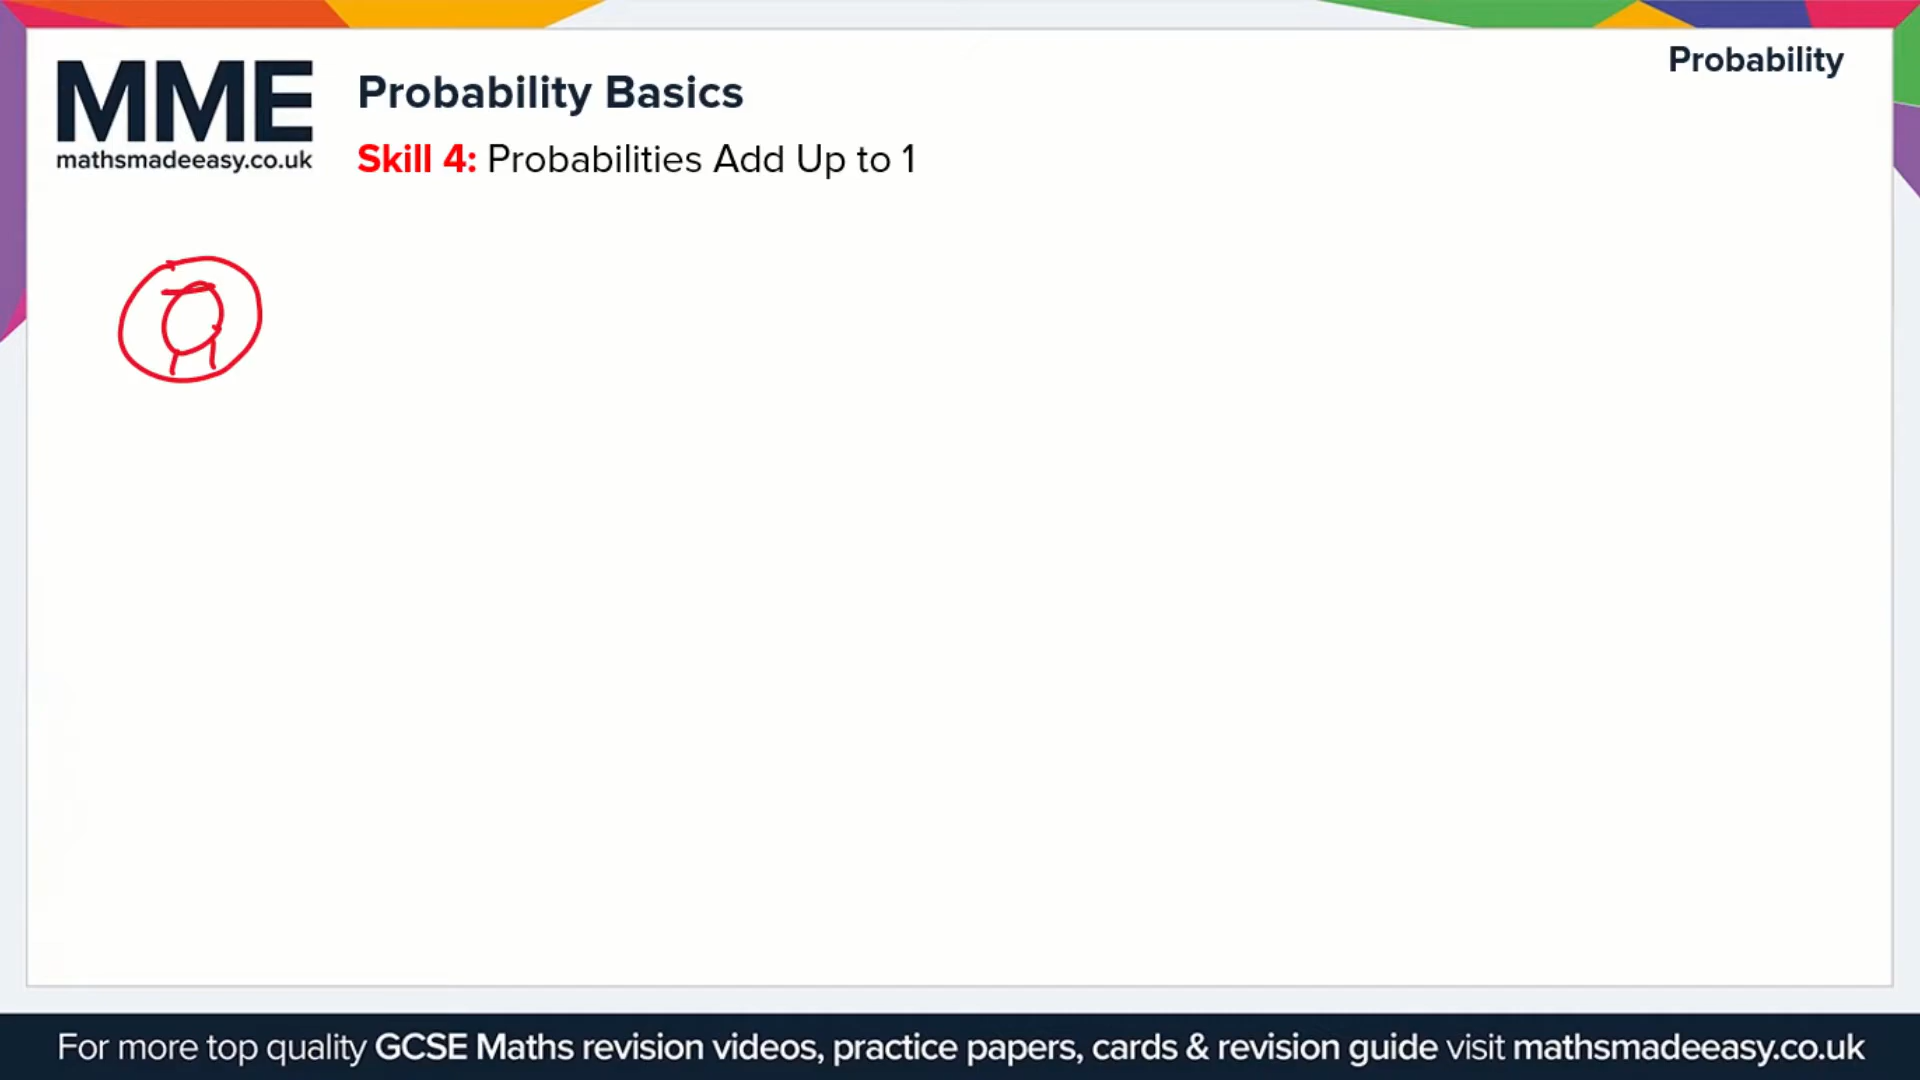 Probability
MME
mathsmadeeasy.co.uk
Probability Basics
Skill 4: Probabilities Add Up to 1
For more top quality GCSE Maths revision videos, practice papers, cards & revision guide visit mathsmadeeasy.co.uk